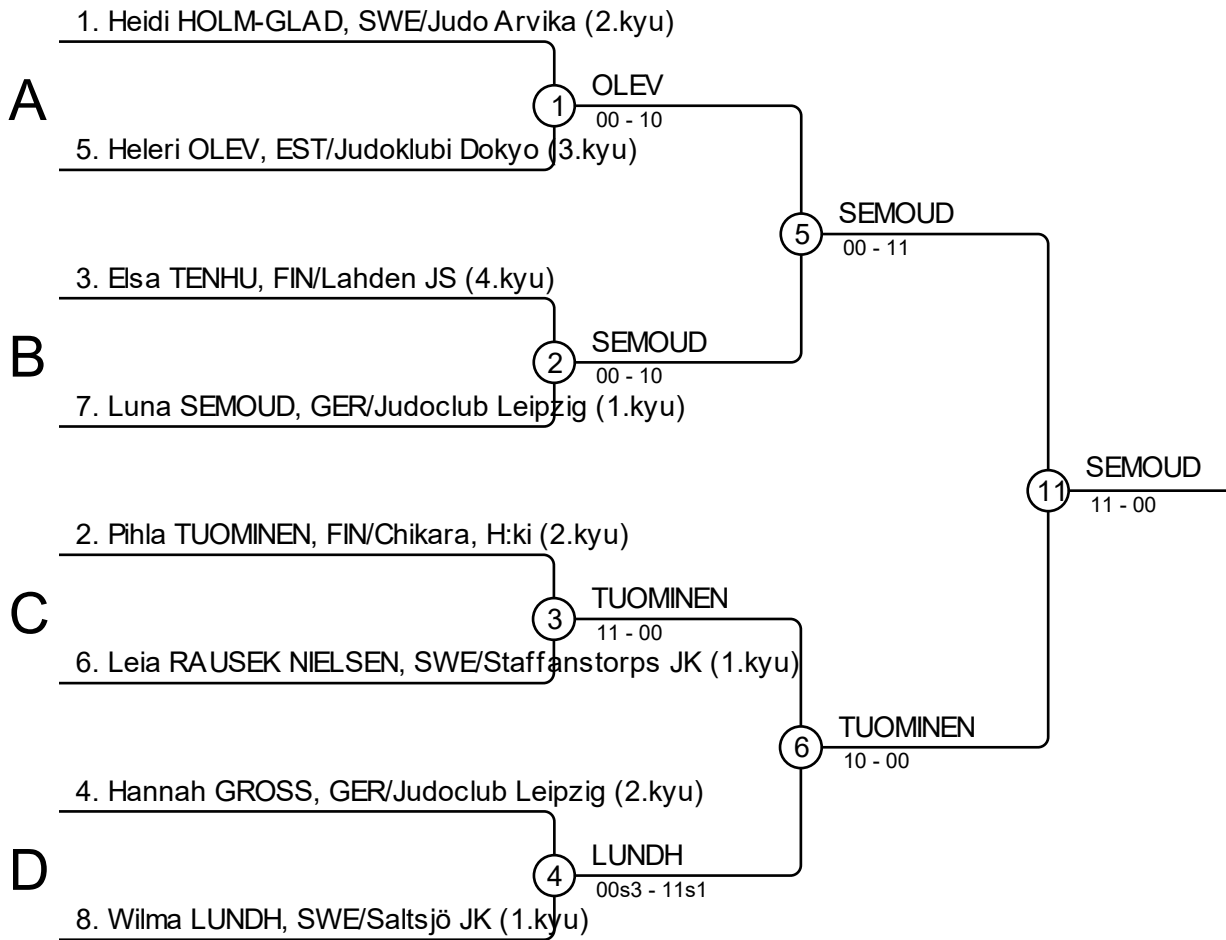 1. Heidi HOLM-GLAD, SWE/Judo Arvika (2.kyu)
A
1
OLEV
00 - 10
5. Heleri OLEV, EST/Judoklubi Dokyo (3.kyu)
5
SEMOUD
00 - 11
3. Elsa TENHU, FIN/Lahden JS (4.kyu)
B
2
SEMOUD
00 - 10
7. Luna SEMOUD, GER/Judoclub Leipzig (1.kyu)
11
SEMOUD
11 - 00
2. Pihla TUOMINEN, FIN/Chikara, H:ki (2.kyu)
C
3
TUOMINEN
11 - 00
6. Leia RAUSEK NIELSEN, SWE/Staffanstorps JK (1.kyu)
6
TUOMINEN
10 - 00
4. Hannah GROSS, GER/Judoclub Leipzig (2.kyu)
D
4
LUNDH
00s3 - 11s1
8. Wilma LUNDH, SWE/Saltsjö JK (1.kyu)